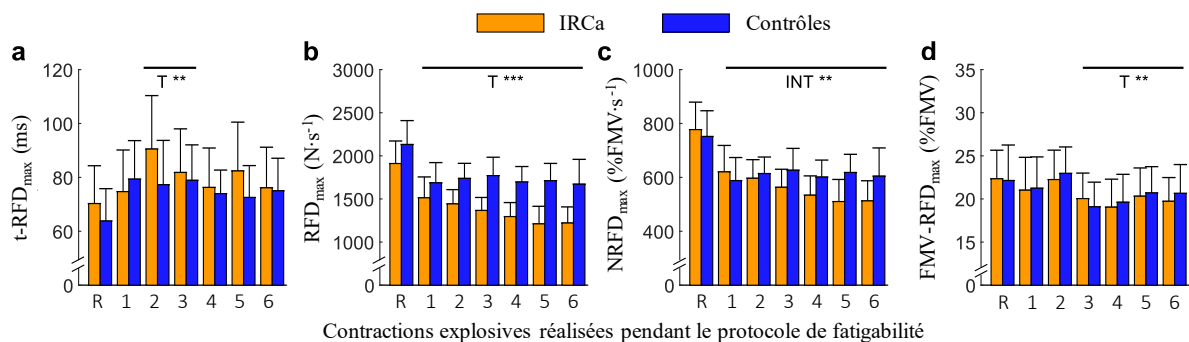 IRCa Contrôles
a b c d
T ** T *** INT ** T **
t-RFDmax (ms)
120
100
80
60
0
R 1 2 3 4 5 6
RFDmax (N·s-1)
3000
2500
2000
1500
1000
0
R 1 2 3 4 5 6
NRFDmax (%FMV·s-1)
1000
800
600
400
0
R 1 2 3 4 5 6
FMV-RFDmax (%FMV)
35
30
25
20
15
0
R 1 2 3 4 5 6
Contractions explosives réalisées pendant le protocole de fatigabilité